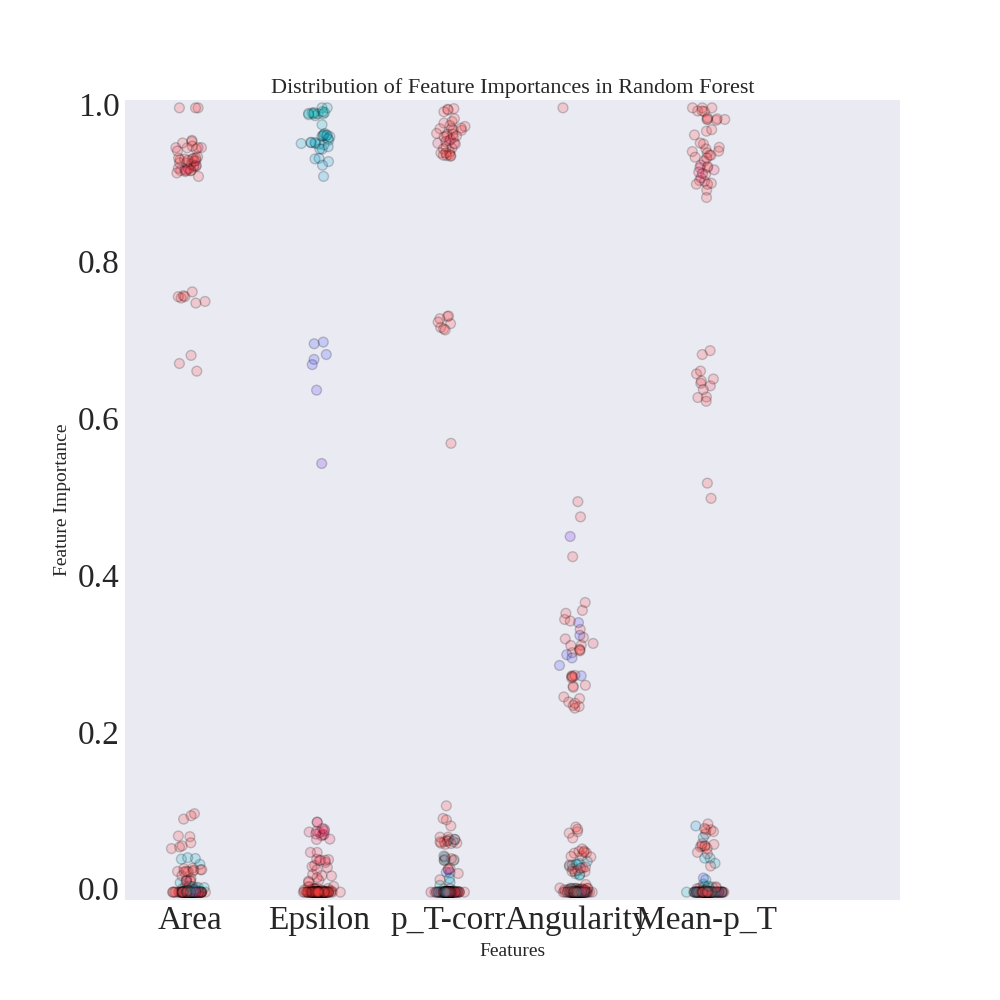 Distribution of Feature Importances in Random Forest
1.0
0.8
0.6
0.4
0.2
0.0
Feature Importance
Area Epsilon p_T-corr Angularity Mean-p_T
Features